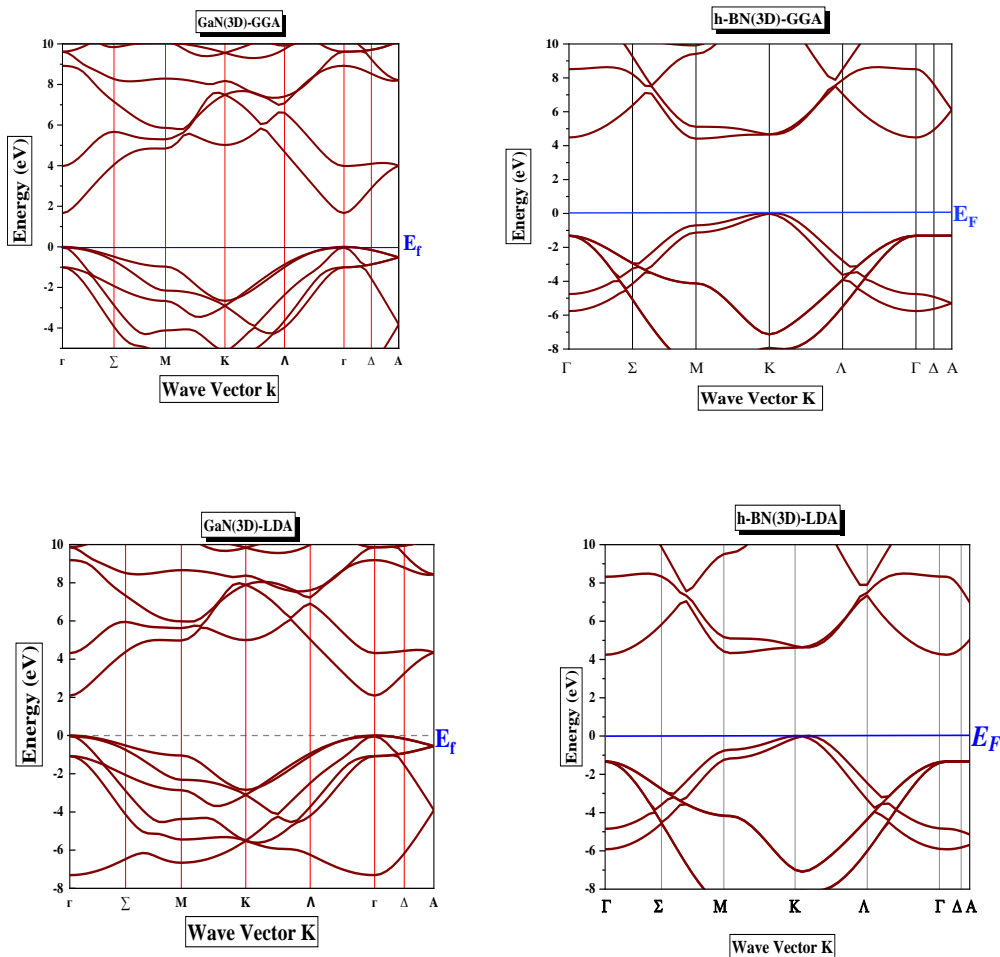 GaN(3D)-GGA
Energy (eV)
10
8
6
4
2
0
-2
-4
E_f
Γ Σ M K Λ Γ Δ A
Wave Vector k
h-BN(3D)-GGA
Energy (eV)
10
8
6
4
2
0
-2
-4
-6
-8
E_F
Γ Σ M K Λ Γ Δ A
Wave Vector K
GaN(3D)-LDA
Energy (eV)
10
8
6
4
2
0
-2
-4
-6
-8
E_f
Γ Σ M K Λ Γ Δ A
Wave Vector K
h-BN(3D)-LDA
Energy (eV)
10
8
6
4
2
0
-2
-4
-6
-8
E_F
Γ Σ M K Λ Γ Δ A
Wave Vector K